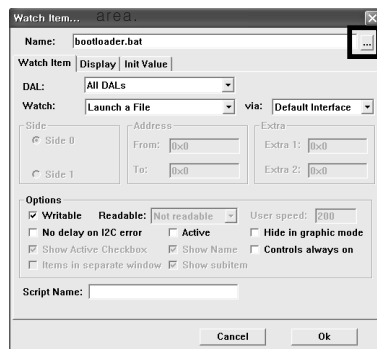 area.
Watch Item...
Name: bootloader.bat ...
Watch Item Display Init Value
DAL: All DALs
Watch: Launch a File via: Default Interface
Side Address Extra
Side 0 From: 0x0 Extra 1: 0x0
Side 1 To: 0x0 Extra 2: 0x0
Options
Writable Readable: Not readable User speed: 200
No delay on I2C error Active Hide in graphic mode
Show Active Checkbox Show Name Controls always on
Items in separate window Show subitem
Script Name:
Cancel Ok